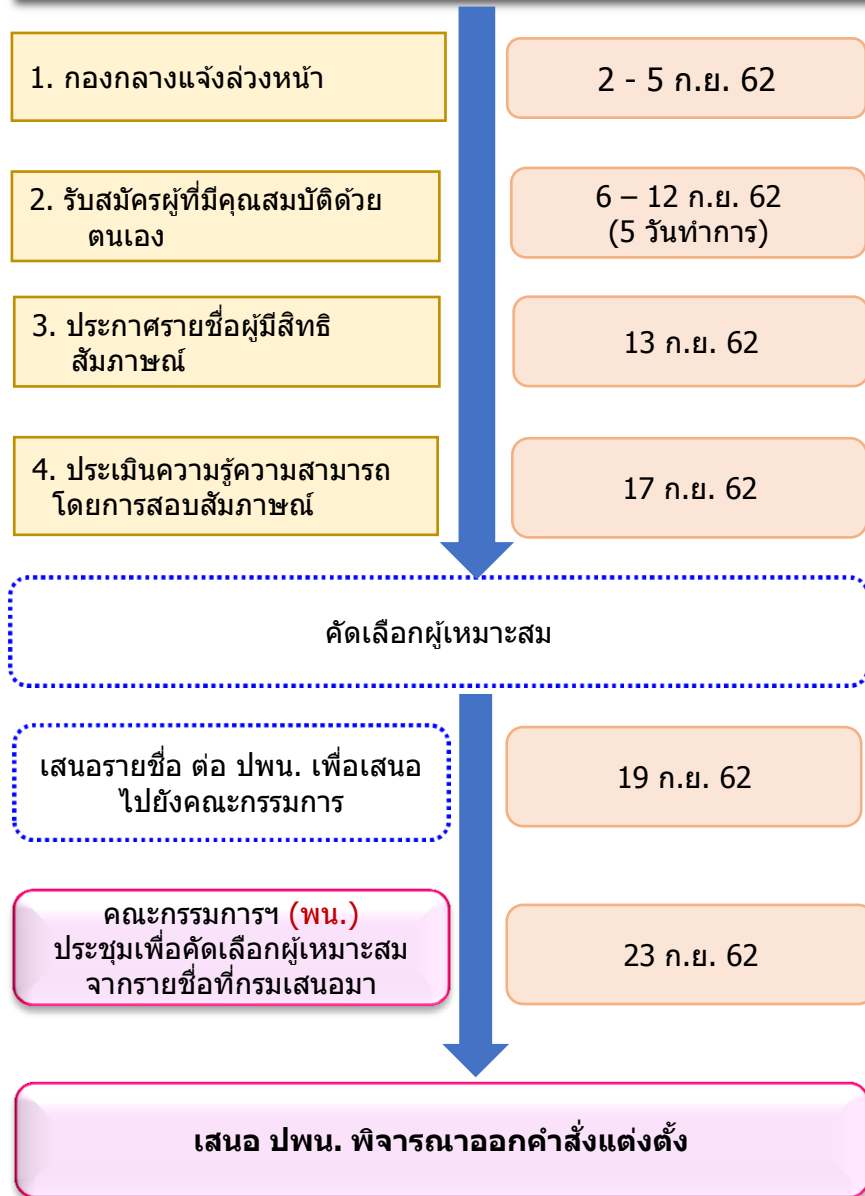 1. กองกลางแจ้งล่วงหน้า
2 - 5 ก.ย. 62
2. รับสมัครผู้ที่มีคุณสมบัติด้วย
ตนเอง
6 – 12 ก.ย. 62
(5 วันทำการ)
3. ประกาศรายชื่อผู้มีสิทธิ
สัมภาษณ์
13 ก.ย. 62
4. ประเมินความรู้ความสามารถ
โดยการสอบสัมภาษณ์
17 ก.ย. 62
คัดเลือกผู้เหมาะสม
เสนอรายชื่อ ต่อ ปพน. เพื่อเสนอ
ไปยังคณะกรรมการ
19 ก.ย. 62
คณะกรรมการฯ (พน.)
ประชุมเพื่อคัดเลือกผู้เหมาะสม
จากรายชื่อที่กรมเสนอมา
23 ก.ย. 62
เสนอ ปพน. พิจารณาออกคำสั่งแต่งตั้ง